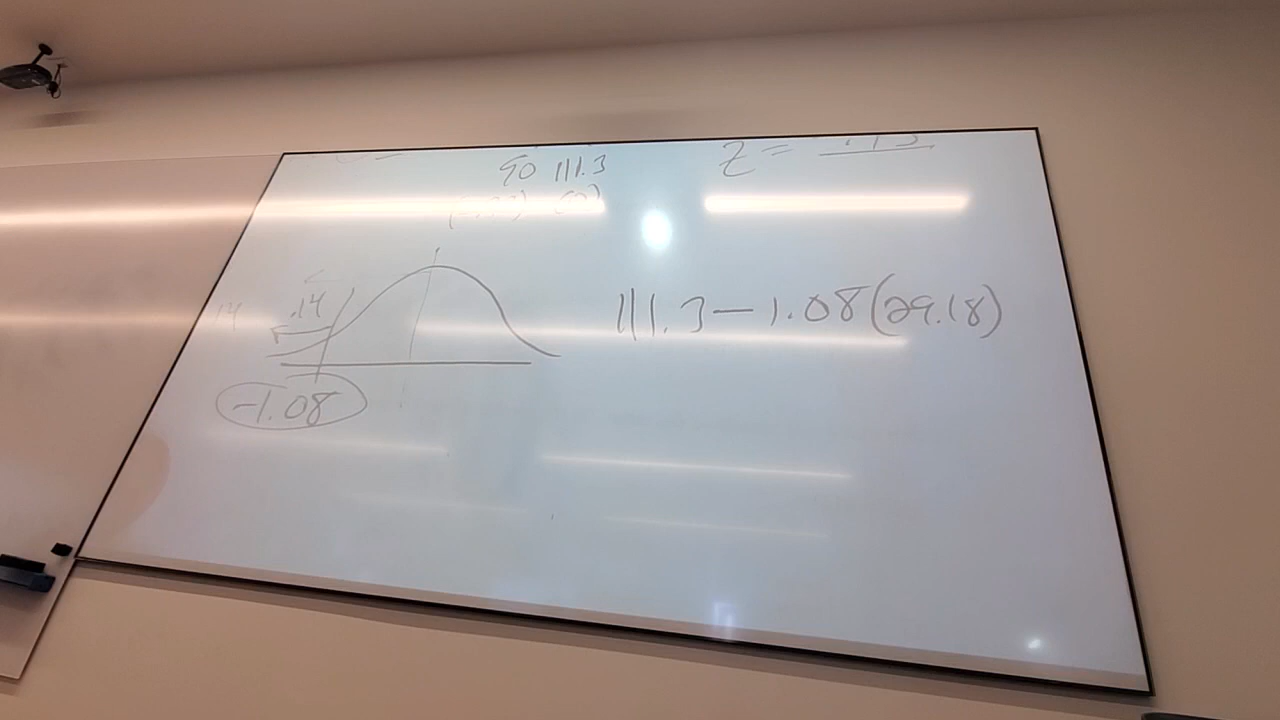 90 111.3
Z =
.14
111.3 - 1.08(29.18)
-1.08